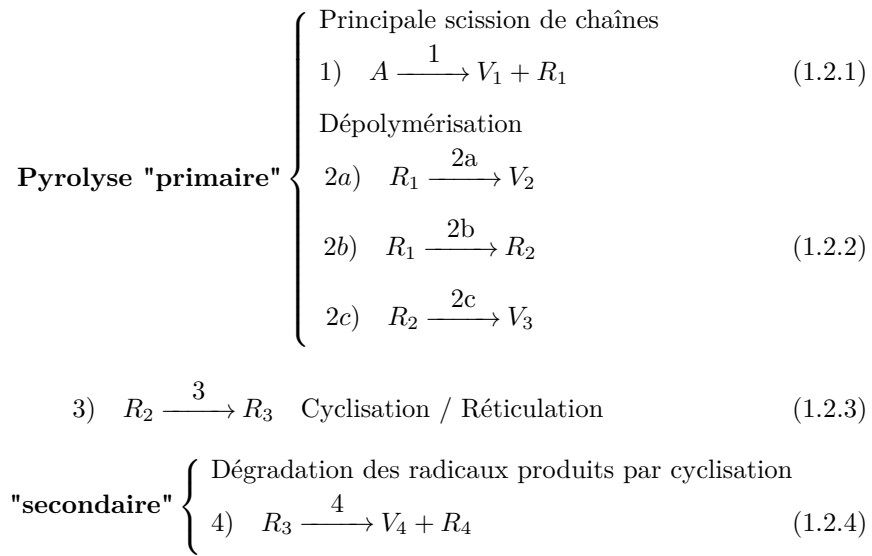 Principale scission de chaînes
1) A —1→ V₁ + R₁ (1.2.1)
Dépolymérisation
Pyrolyse "primaire" 2a) R₁ —2a→ V₂
2b) R₁ —2b→ R₂ (1.2.2)
2c) R₂ —2c→ V₃
3) R₂ —3→ R₃ Cyclisation / Réticulation (1.2.3)
Dégradation des radicaux produits par cyclisation
"secondaire" 4) R₃ —4→ V₄ + R₄ (1.2.4)